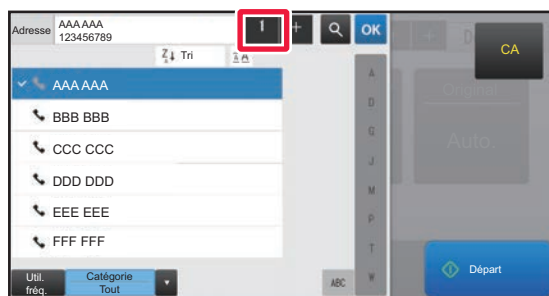 Adresse AAA AAA 1 + OK
123456789
CA
Z↓A Tri
AAA AAA
BBB BBB
CCC CCC
DDD DDD
EEE EEE
FFF FFF
A
D
G
J
M
P
T
W
Original
Auto.
Util. fréq.
Catégorie
Tout
ABC
Départ